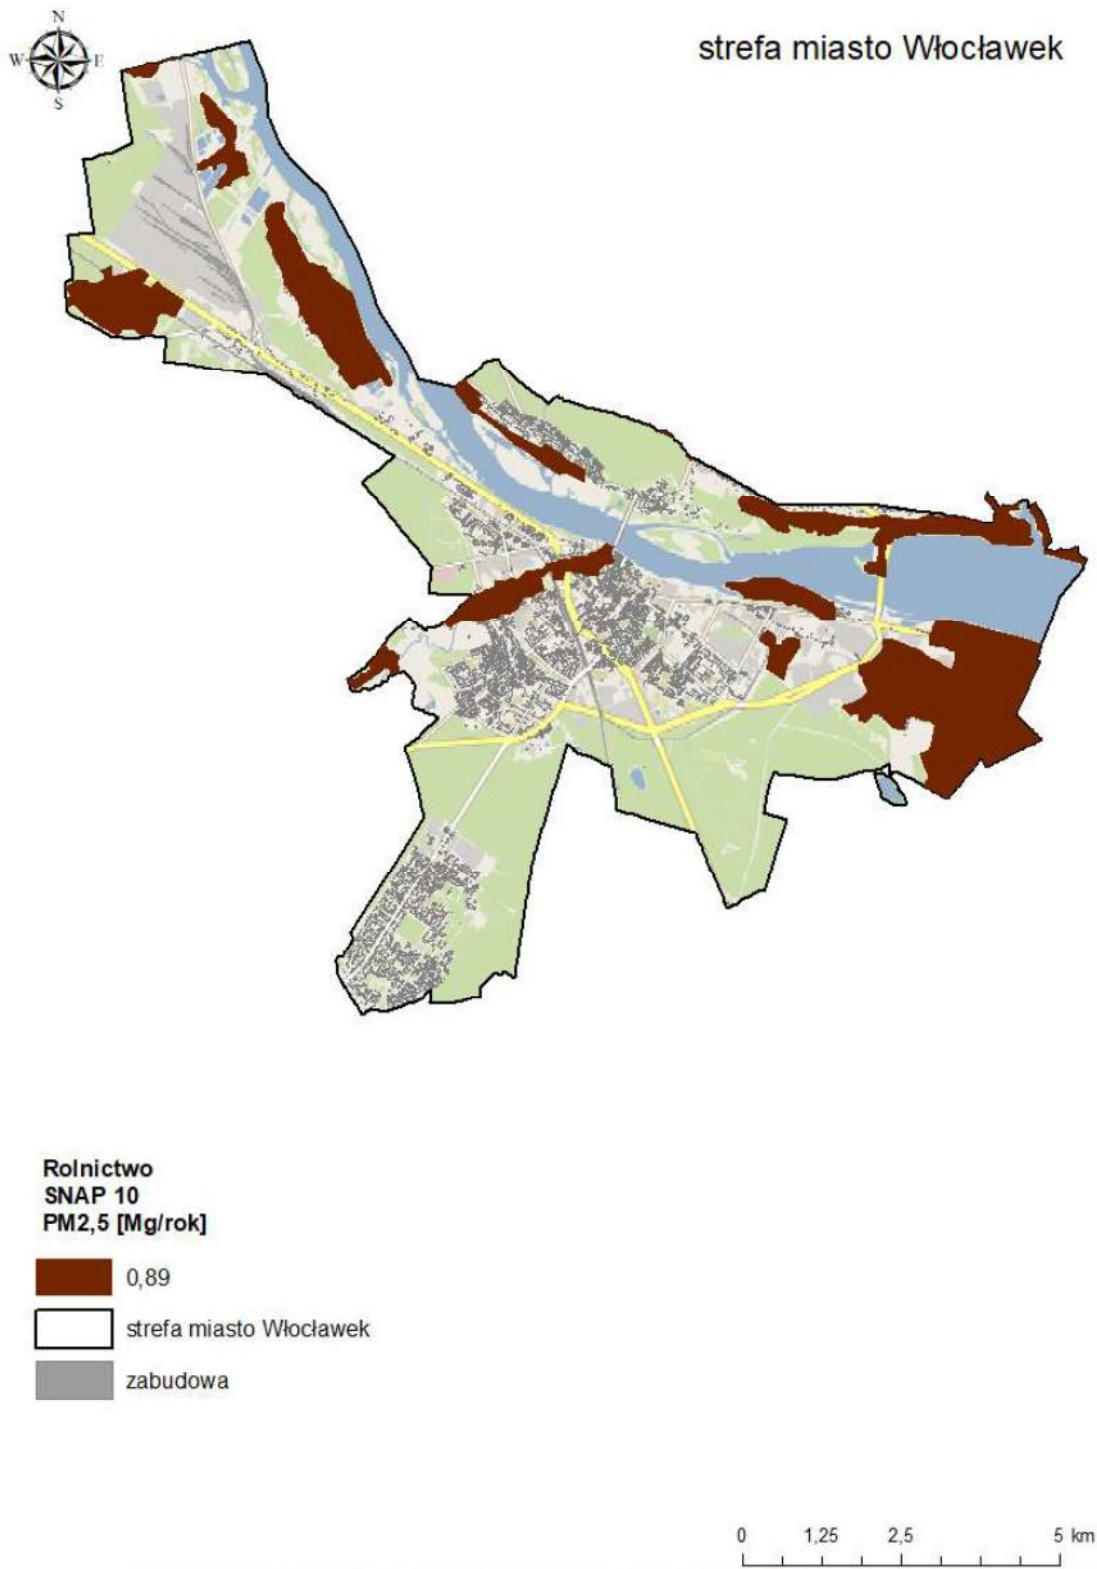 N
W E
S
strefa miasto Włocławek
Rolnictwo
SNAP 10
PM2,5 [Mg/rok]
0,89
strefa miasto Włocławek
zabudowa
0 1,25 2,5 5 km